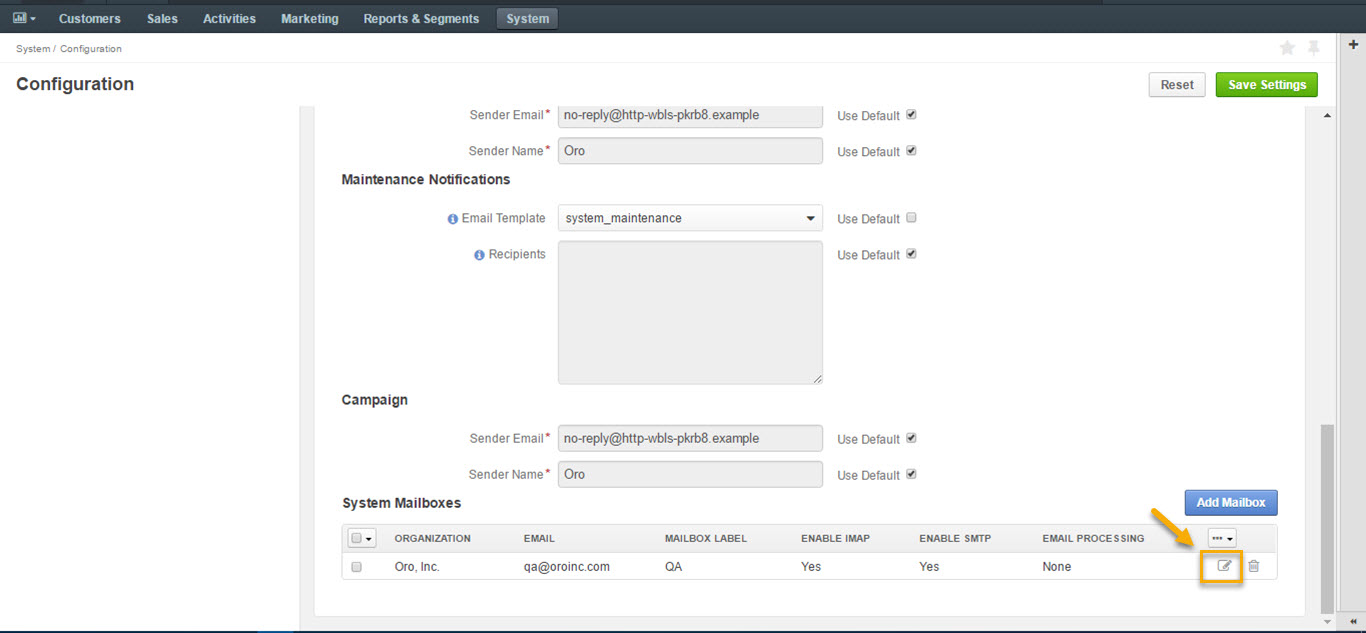 Customers Sales Activities Marketing Reports & Segments System
System / Configuration
Configuration
Reset Save Settings
Sender Email* no-reply@http-wbls-pkrb8.example Use Default
Sender Name* Oro Use Default
Maintenance Notifications
Email Template system_maintenance Use Default
Recipients Use Default
Campaign
Sender Email* no-reply@http-wbls-pkrb8.example Use Default
Sender Name* Oro Use Default
System Mailboxes Add Mailbox
ORGANIZATION EMAIL MAILBOX LABEL ENABLE IMAP ENABLE SMTP EMAIL PROCESSING
Oro, Inc. qa@oroinc.com QA Yes Yes None